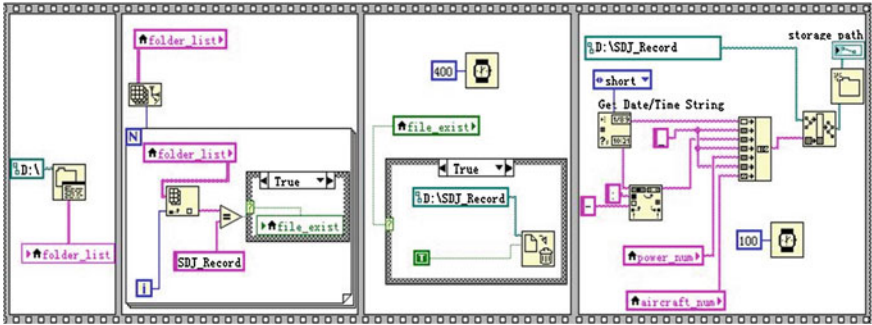 D:\
folder_list
folder_list
N
folder_list
=
SDJ_Record
i
True
?
file_exist
400
file_exist
?
True
D:\SDJ_Record
T
D:\SDJ_Record
short
Get Date/Time String
storage_path
_
:
-
power_num
aircraft_num
100